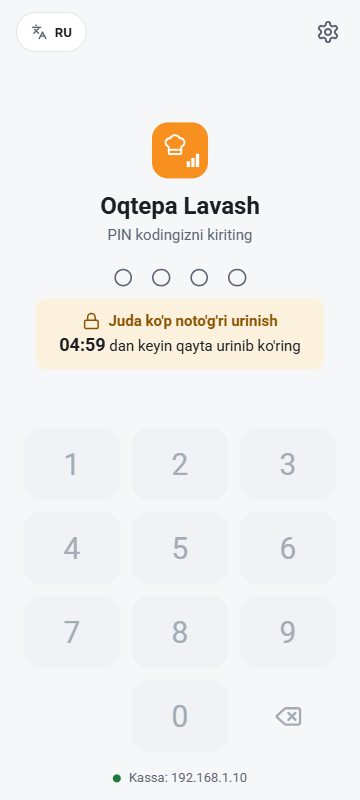 RU
Oqtepa Lavash
PIN kodingizni kiriting
Juda ko'p noto'g'ri urinish
04:59 dan keyin qayta urinib ko'ring
1 2 3
4 5 6
7 8 9
0
Kassa: 192.168.1.10